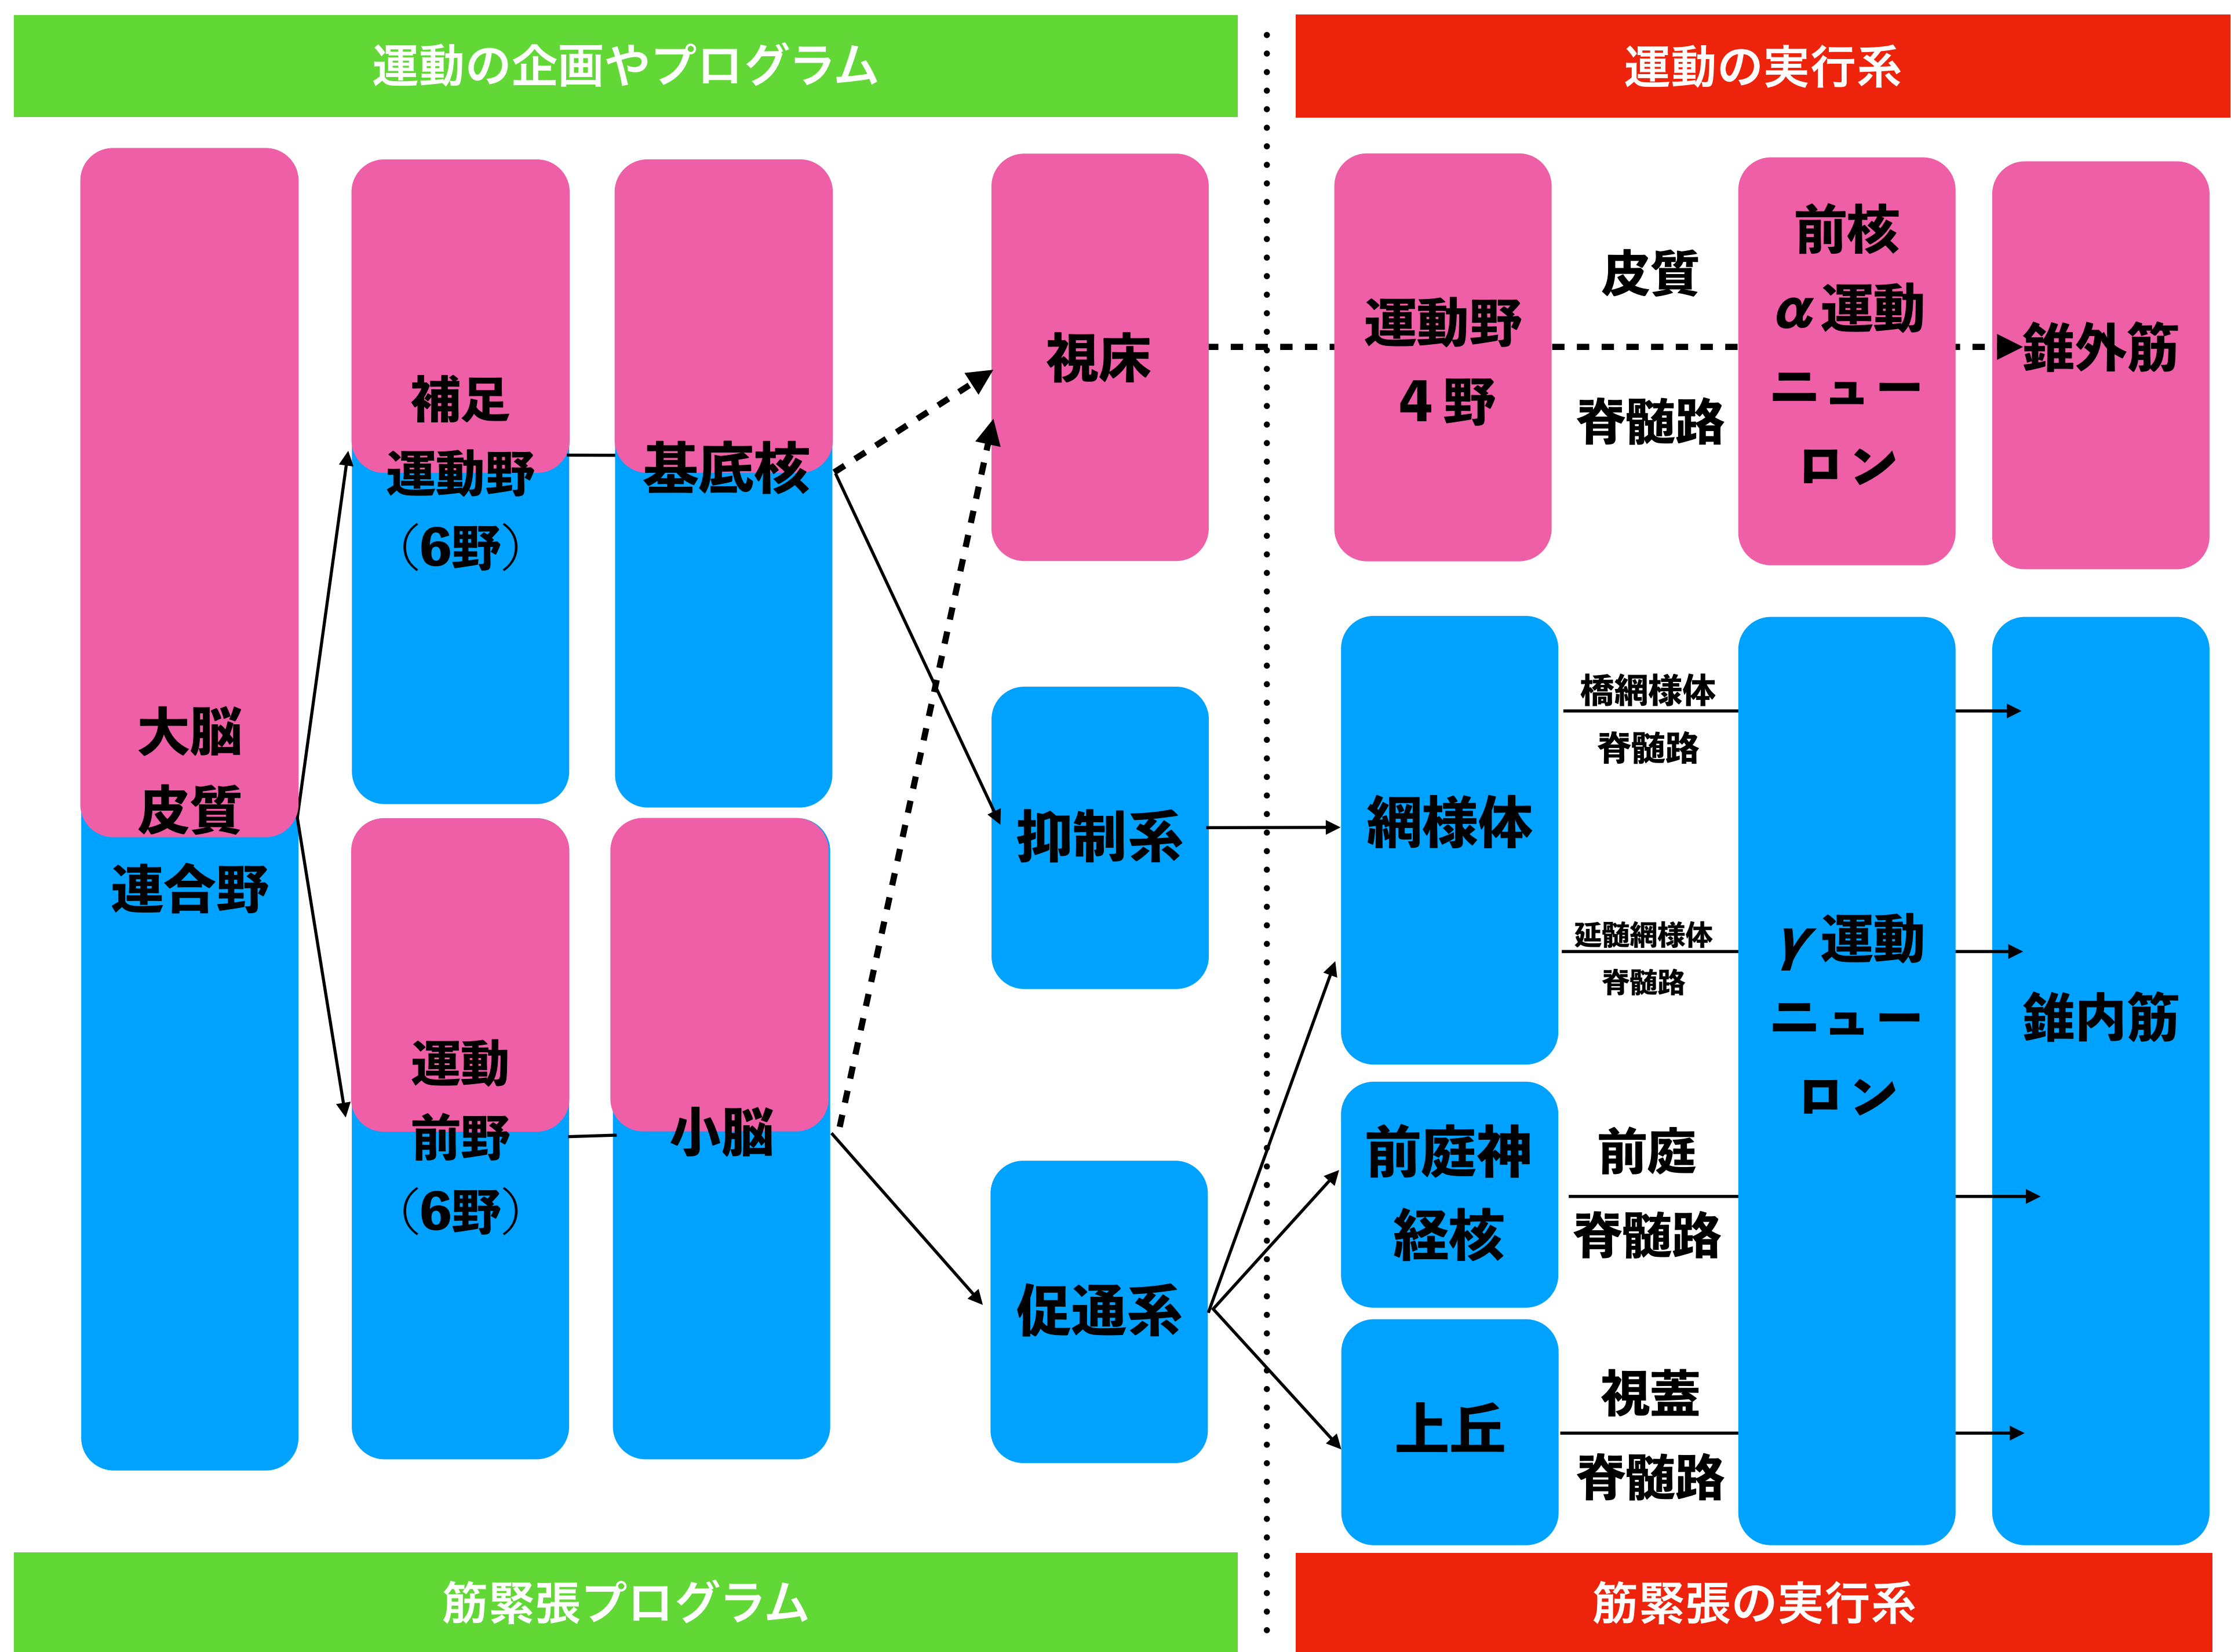 運動の企画やプログラム
運動の実行系
大脳
皮質
連合野
補足
運動野
（6野）
基底核
運動
前野
（6野）
小脳
視床
抑制系
促通系
運動野
4野
皮質
脊髄路
前核
α運動
ニュー
ロン
錐外筋
網様体
橋網様体
脊髄路
延髄網様体
脊髄路
前庭神
経核
前庭
脊髄路
上丘
視蓋
脊髄路
γ運動
ニュー
ロン
錐内筋
筋緊張プログラム
筋緊張の実行系